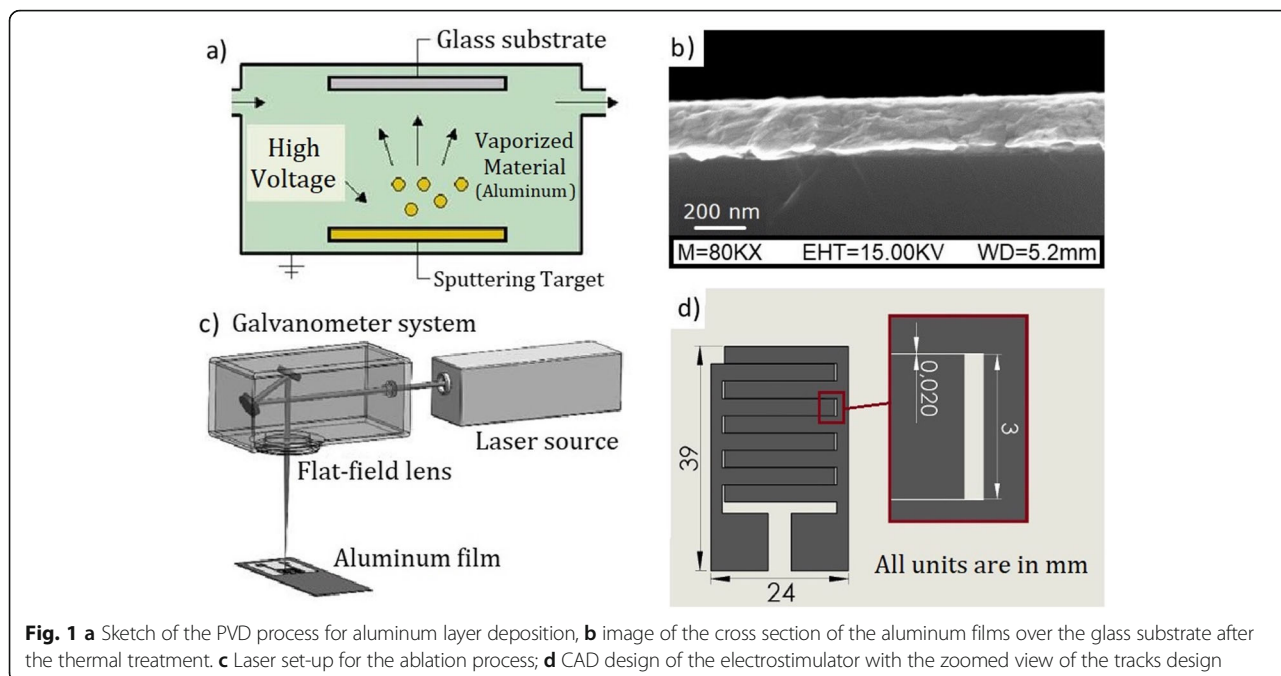 a)
Glass substrate
High
Voltage
Vaporized
Material
(Aluminum)
Sputtering Target
b)
200 nm
M=80KX EHT=15.00KV WD=5.2mm
c)
Galvanometer system
Laser source
Flat-field lens
Aluminum film
d)
39
24
0,020
3
All units are in mm
Fig. 1 a Sketch of the PVD process for aluminum layer deposition, b image of the cross section of the aluminum films over the glass substrate after
the thermal treatment. c Laser set-up for the ablation process; d CAD design of the electrostimulator with the zoomed view of the tracks design